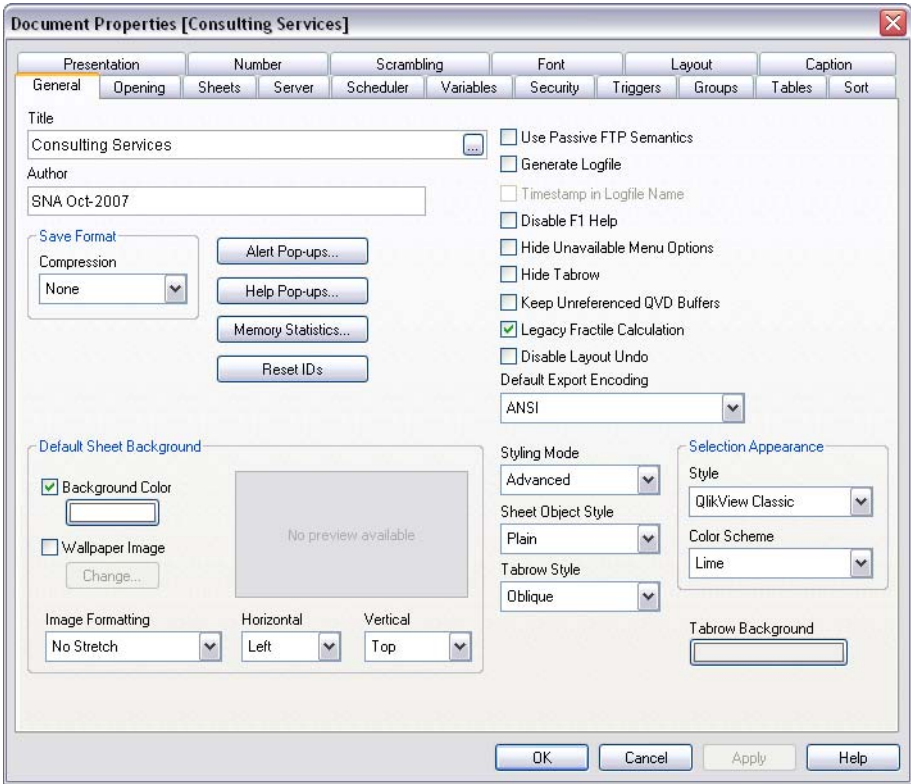 Document Properties [Consulting Services]
Presentation Number Scrambling Font Layout Caption
General Opening Sheets Server Scheduler Variables Security Triggers Groups Tables Sort
Title
Consulting Services
...
Author
SNA Oct-2007
Save Format
Compression
None
Alert Pop-ups...
Help Pop-ups...
Memory Statistics...
Reset IDs
Use Passive FTP Semantics
Generate Logfile
Timestamp in Logfile Name
Disable F1 Help
Hide Unavailable Menu Options
Hide Tabrow
Keep Unreferenced QVD Buffers
Legacy Fractile Calculation
Disable Layout Undo
Default Export Encoding
ANSI
Default Sheet Background
Background Color
Wallpaper Image
Change...
No preview available
Image Formatting
No Stretch
Horizontal
Left
Vertical
Top
Styling Mode
Advanced
Sheet Object Style
Plain
Tabrow Style
Oblique
Selection Appearance
Style
QlikView Classic
Color Scheme
Lime
Tabrow Background
OK Cancel Apply Help